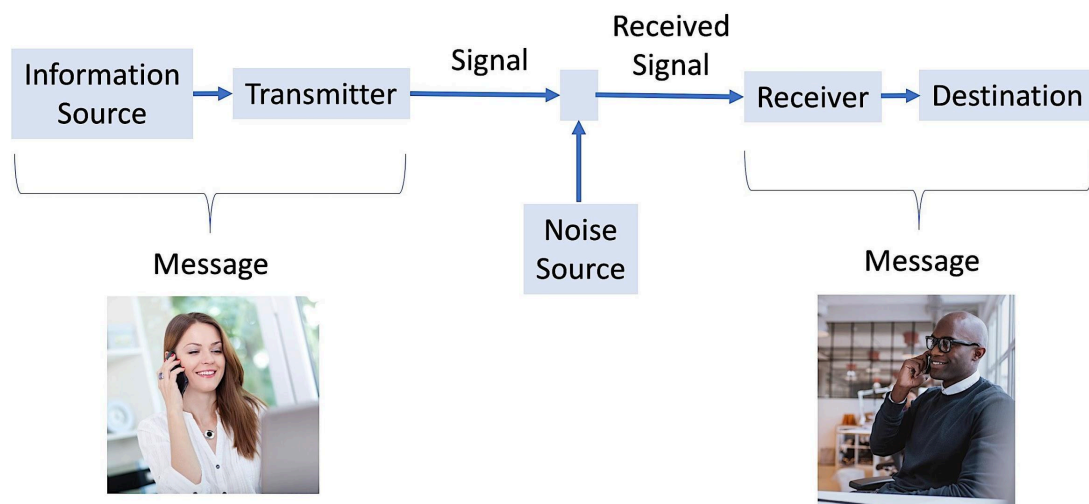 Information
Source
Transmitter
Signal
Received
Signal
Receiver
Destination
Noise
Source
Message
Message